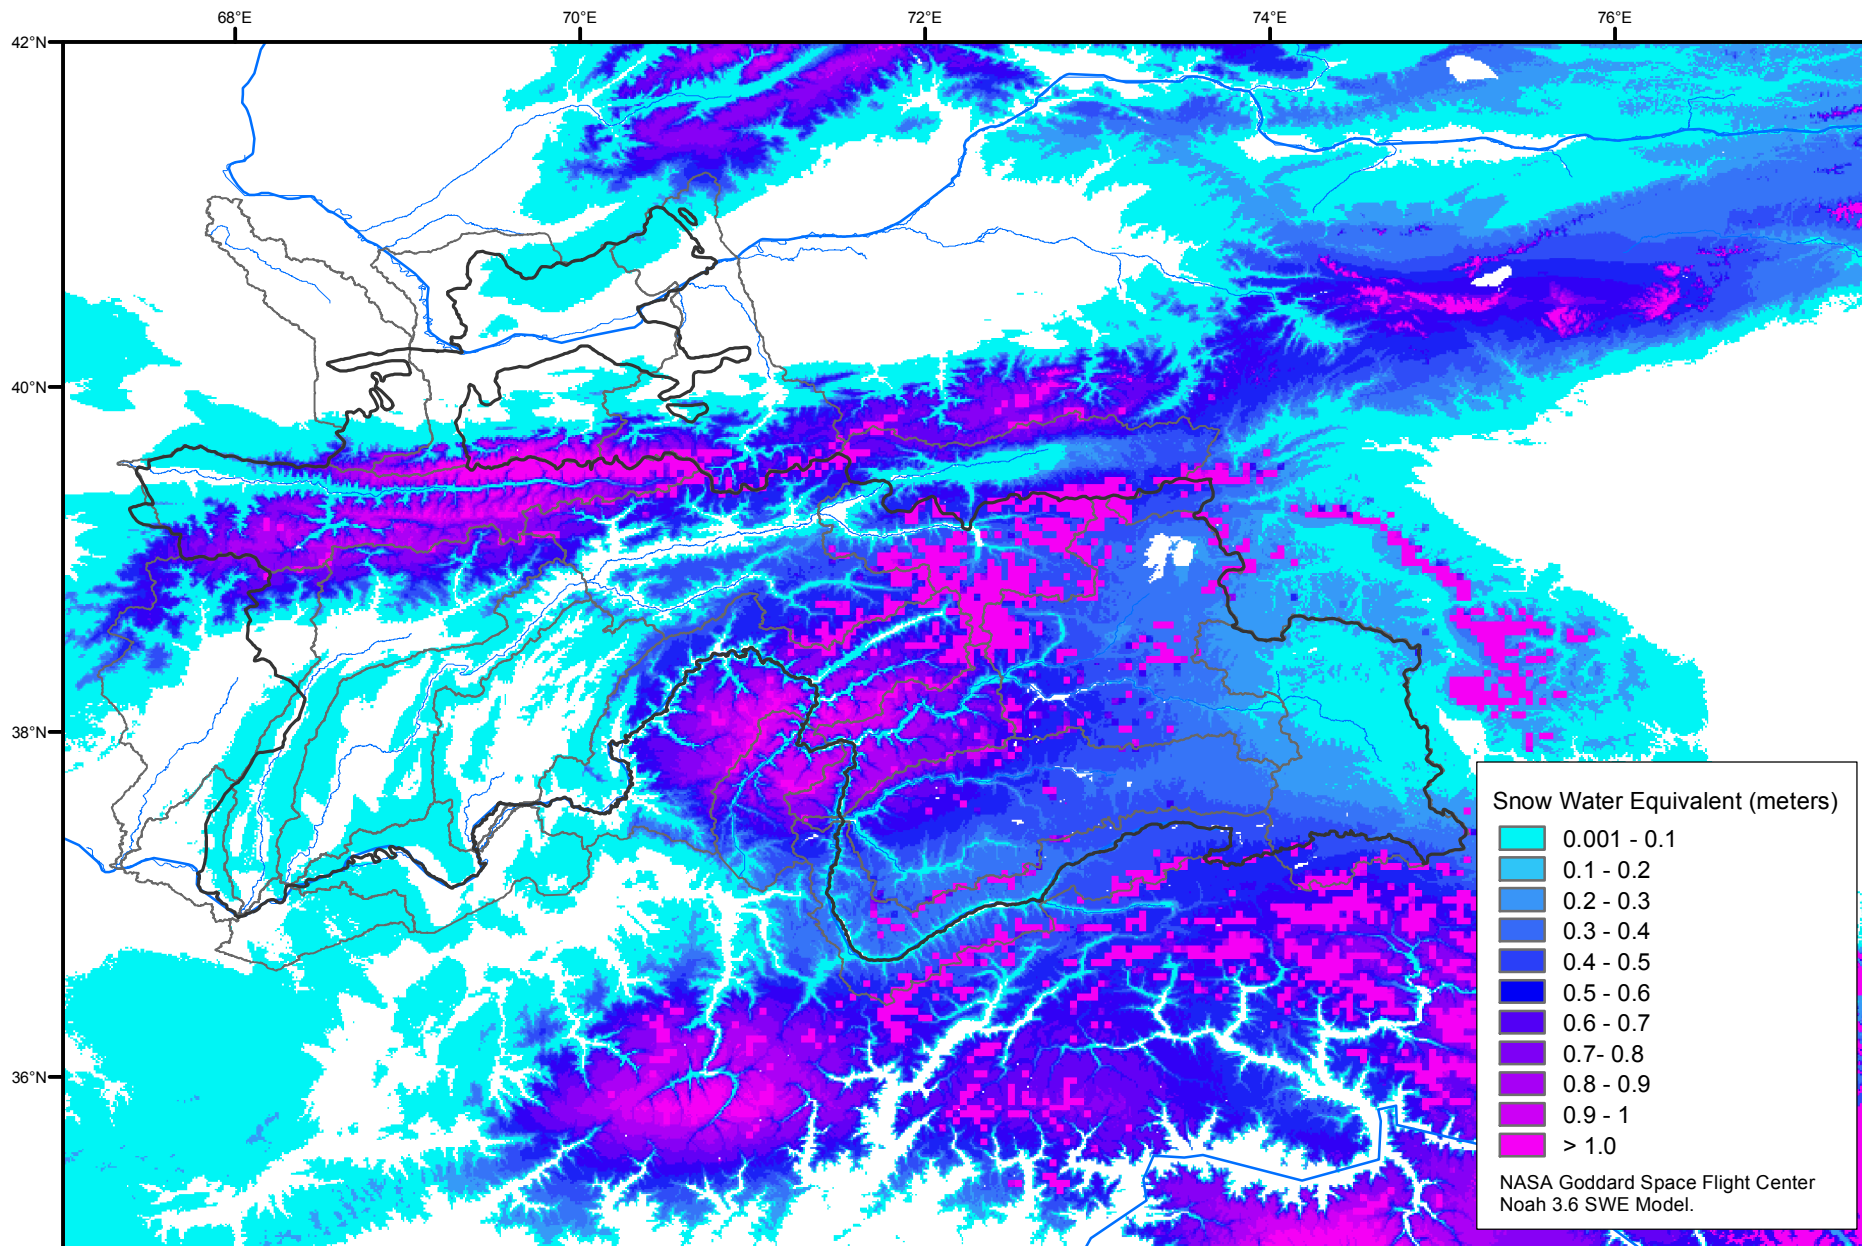 68°E 70°E 72°E 74°E 76°E
42°N
40°N
38°N
36°N
Snow Water Equivalent (meters)
0.001 - 0.1
0.1 - 0.2
0.2 - 0.3
0.3 - 0.4
0.4 - 0.5
0.5 - 0.6
0.6 - 0.7
0.7- 0.8
0.8 - 0.9
0.9 - 1
> 1.0
NASA Goddard Space Flight Center
Noah 3.6 SWE Model.